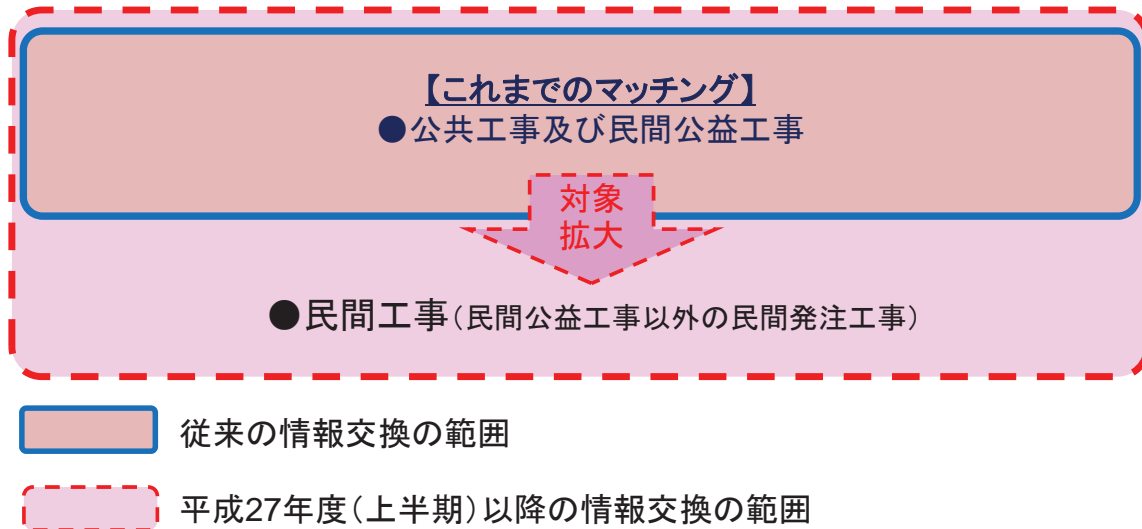 【これまでのマッチング】
●公共工事及び民間公益工事
対象
拡大
●民間工事(民間公益工事以外の民間発注工事)
従来の情報交換の範囲
平成27年度(上半期)以降の情報交換の範囲